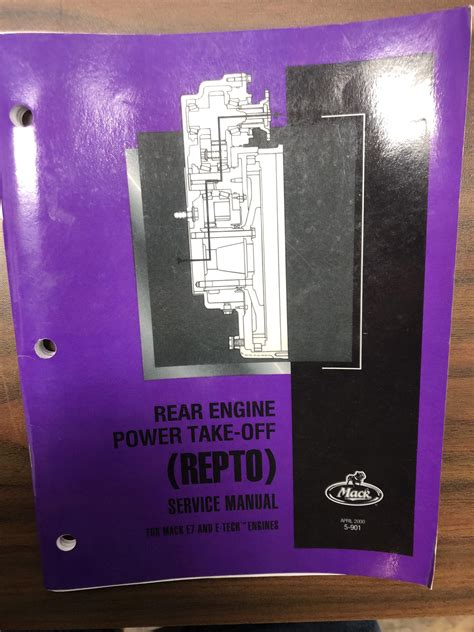 REAR ENGINE
POWER TAKE-OFF
(REPTO)
SERVICE MANUAL
FOR MACK E7 AND E-TECH™ ENGINES
Mack
APRIL 2000
5-901